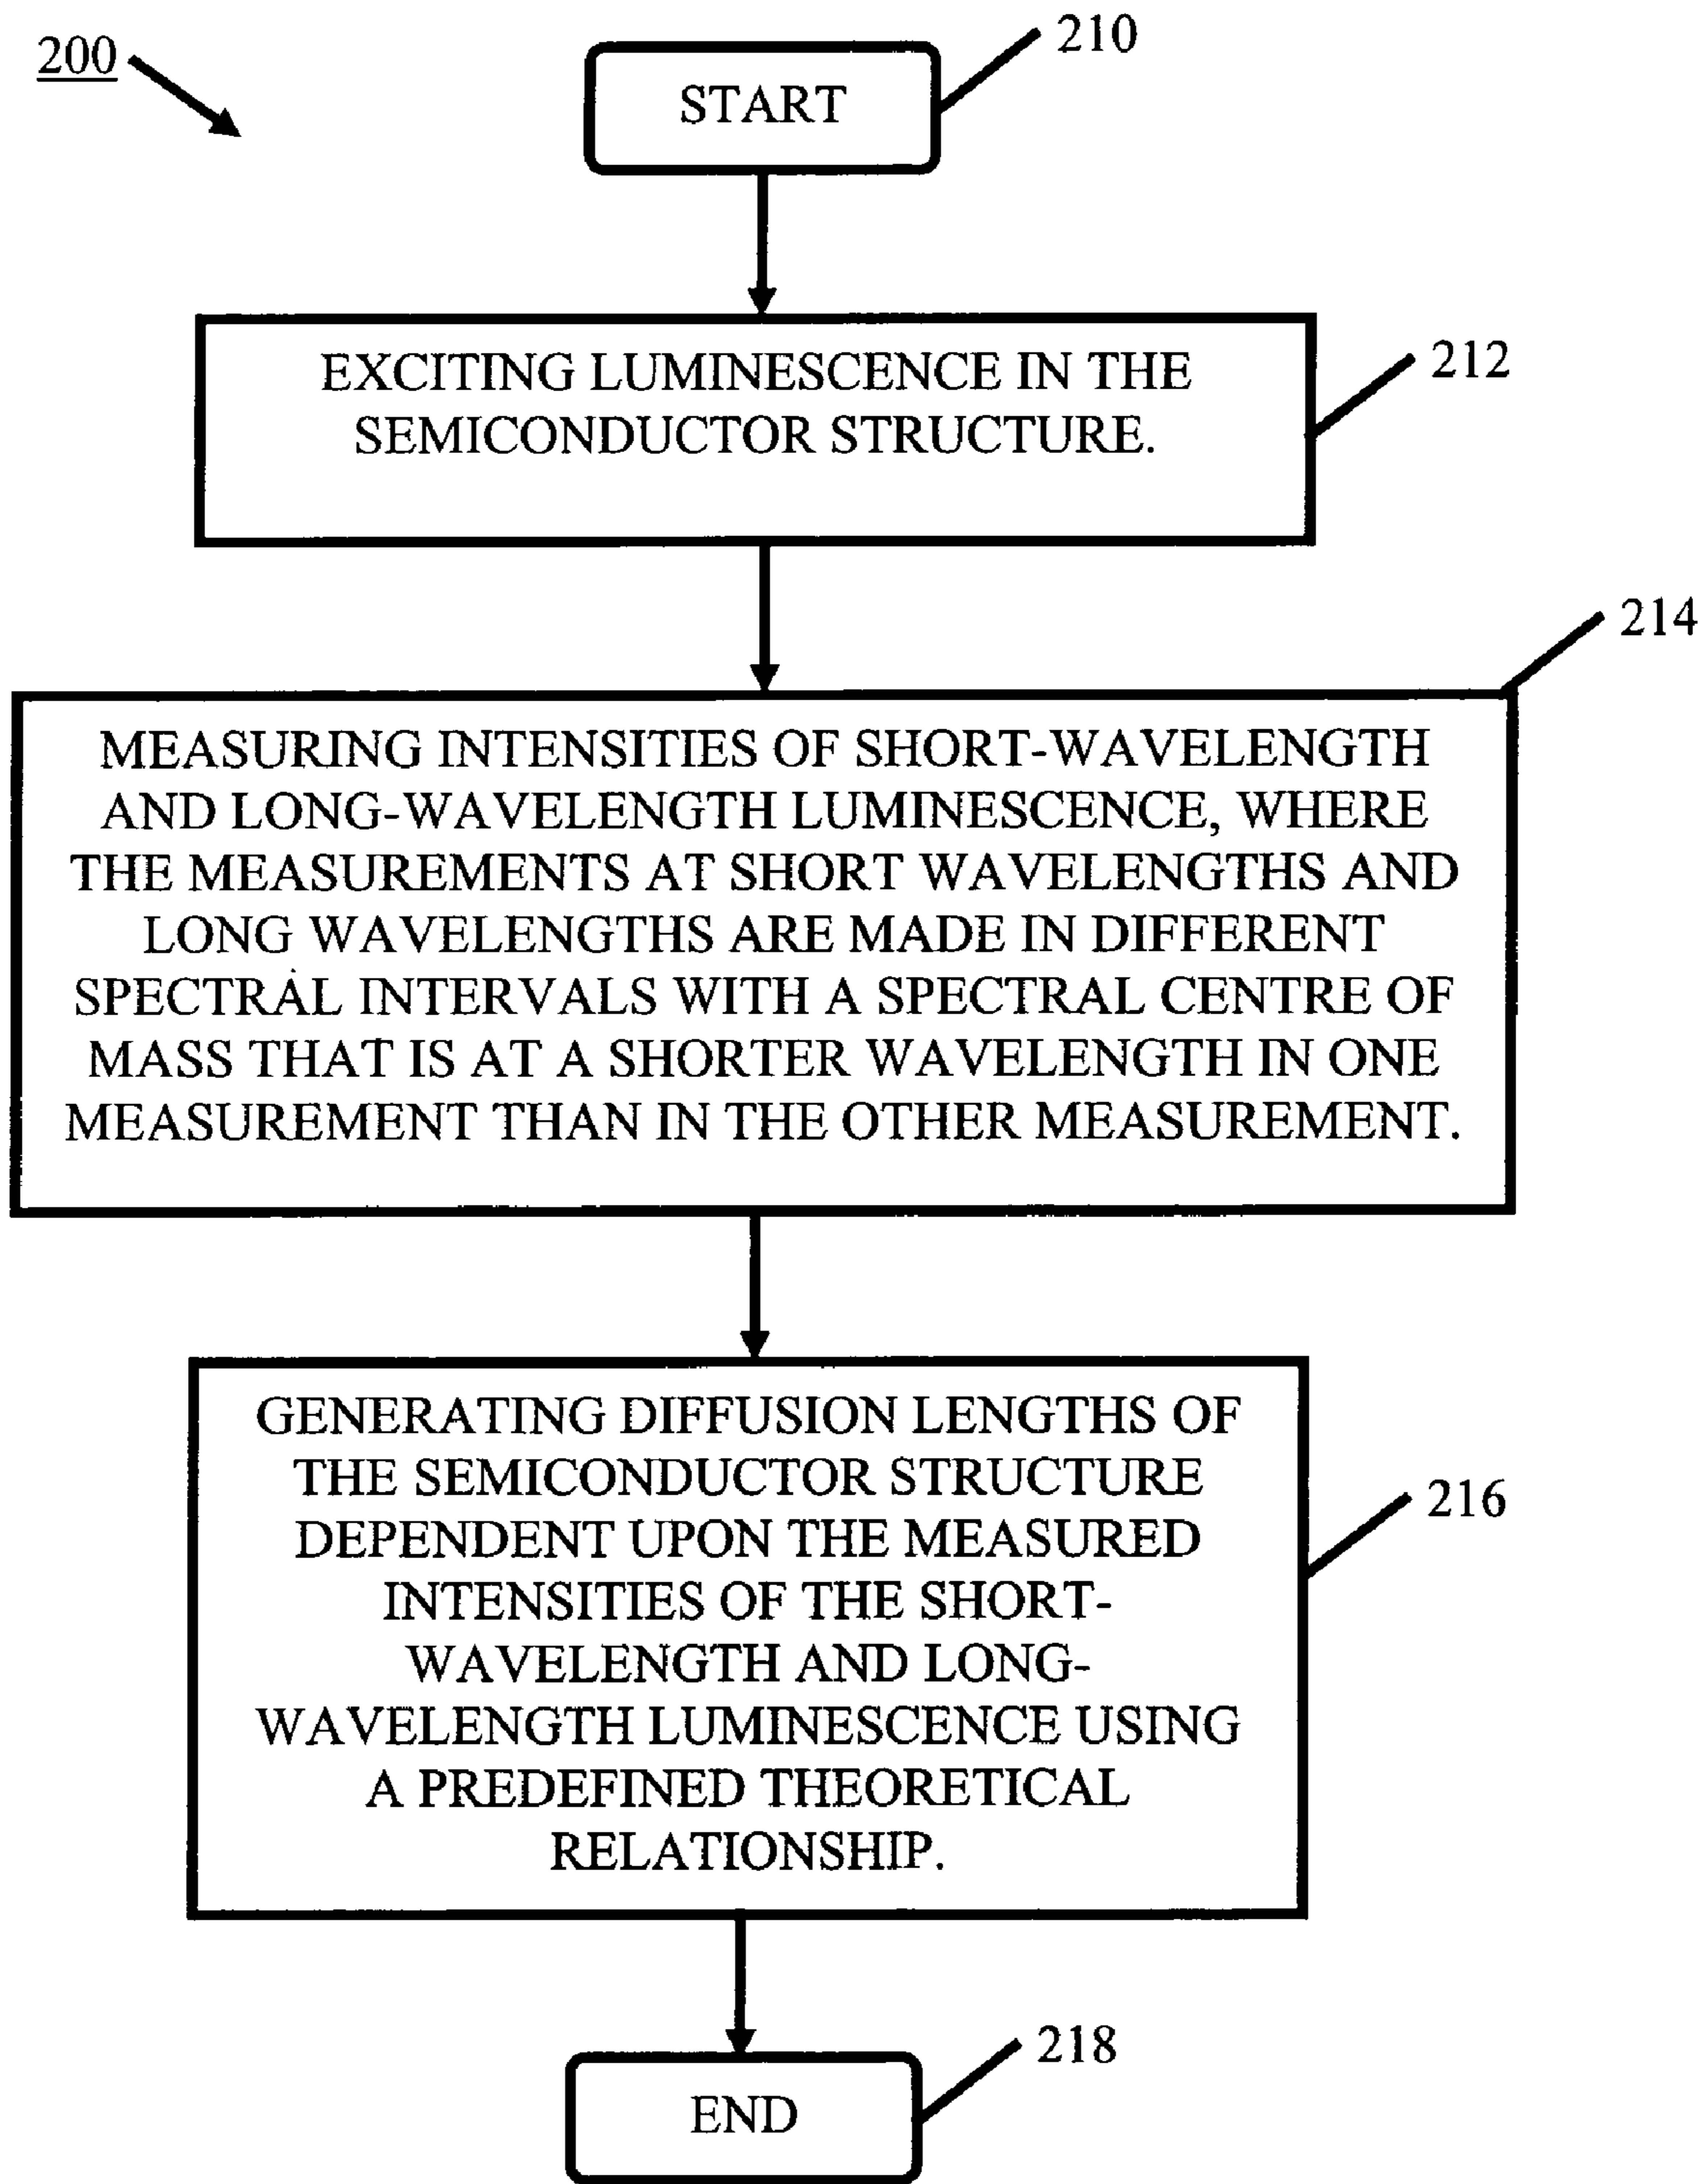 200
210
START
EXCITING LUMINESCENCE IN THE
SEMICONDUCTOR STRUCTURE.
212
214
MEASURING INTENSITIES OF SHORT-WAVELENGTH
AND LONG-WAVELENGTH LUMINESCENCE, WHERE
THE MEASUREMENTS AT SHORT WAVELENGTHS AND
LONG WAVELENGTHS ARE MADE IN DIFFERENT
SPECTRAL INTERVALS WITH A SPECTRAL CENTRE OF
MASS THAT IS AT A SHORTER WAVELENGTH IN ONE
MEASUREMENT THAN IN THE OTHER MEASUREMENT.
GENERATING DIFFUSION LENGTHS OF
THE SEMICONDUCTOR STRUCTURE
DEPENDENT UPON THE MEASURED
INTENSITIES OF THE SHORT-
WAVELENGTH AND LONG-
WAVELENGTH LUMINESCENCE USING
A PREDEFINED THEORETICAL
RELATIONSHIP.
216
218
END